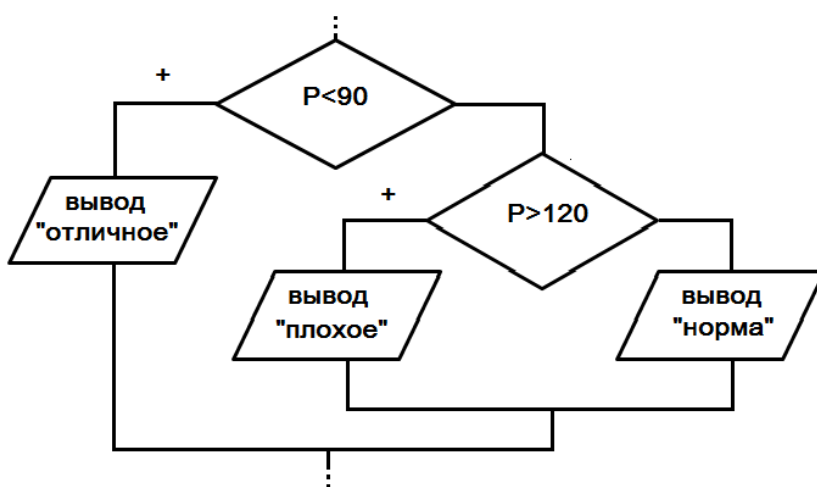 +
P<90
вывод
"отличное"
+
P>120
вывод
"плохое"
вывод
"норма"